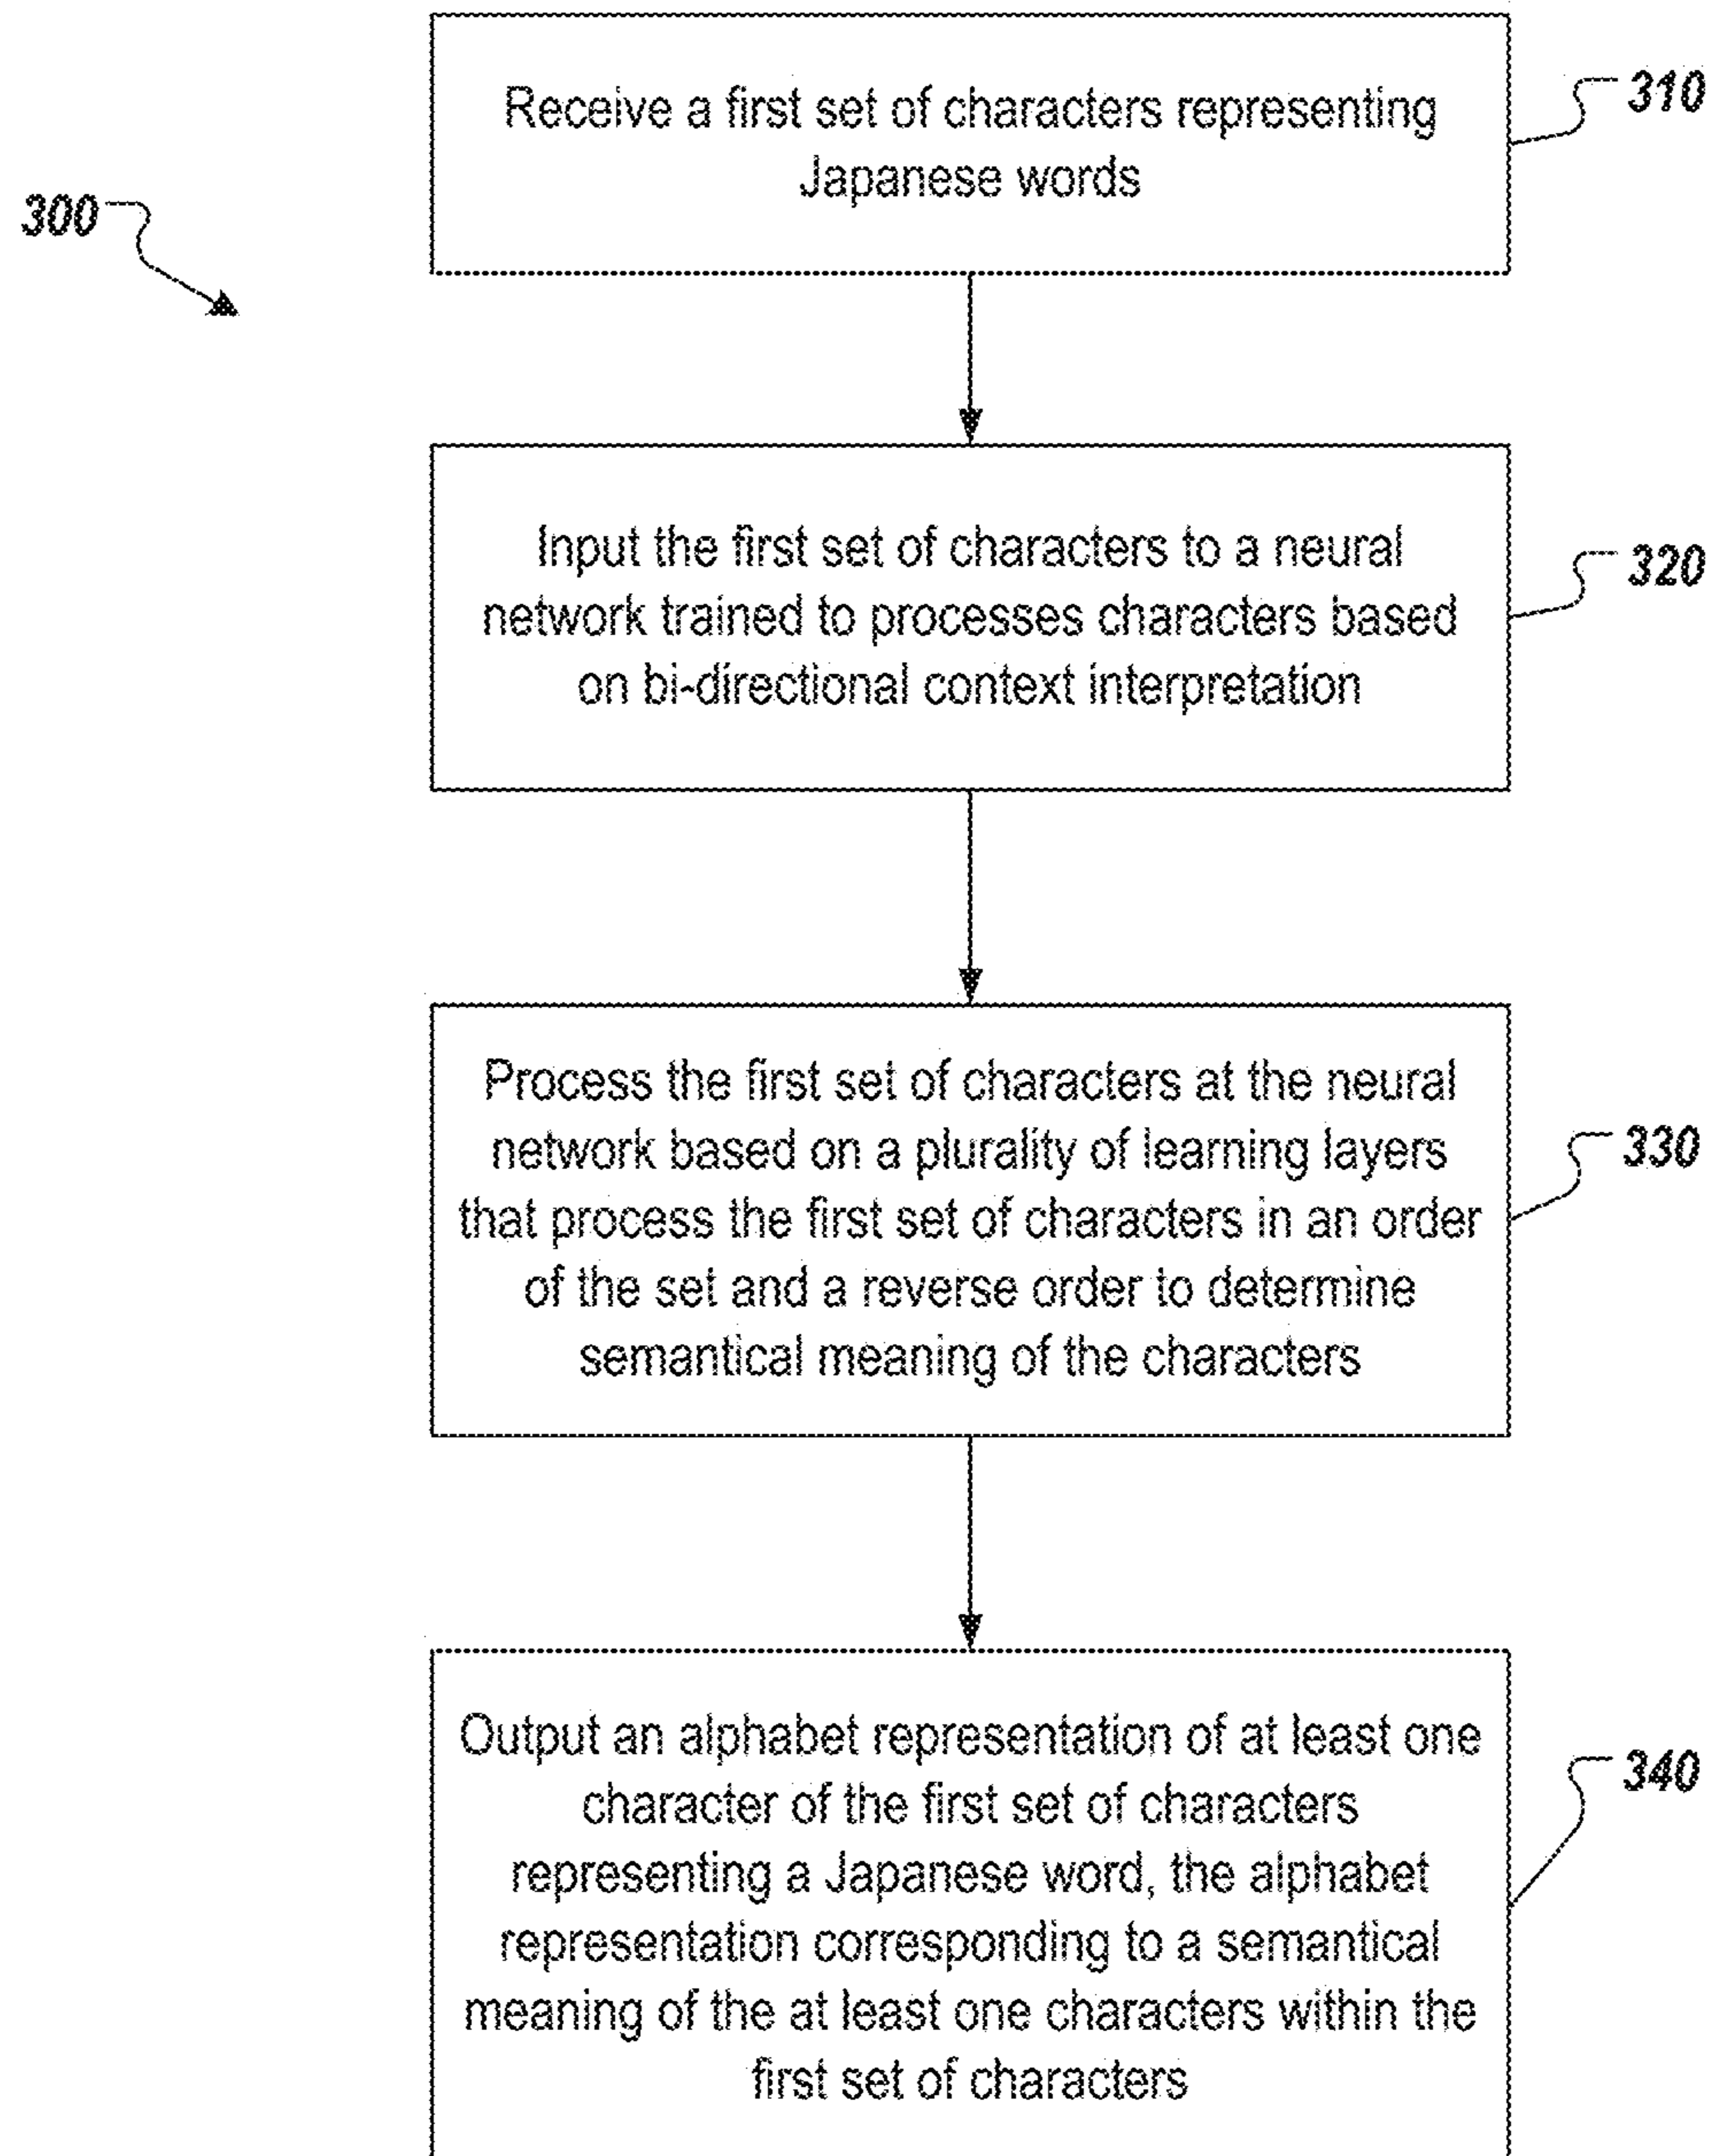 Receive a first set of characters representing
Japanese words
310
300
Input the first set of characters to a neural
network trained to processes characters based
on bi-directional context interpretation
320
Process the first set of characters at the neural
network based on a plurality of learning layers
that process the first set of characters in an order
of the set and a reverse order to determine
semantical meaning of the characters
330
Output an alphabet representation of at least one
character of the first set of characters
representing a Japanese word, the alphabet
representation corresponding to a semantical
meaning of the at least one characters within the
first set of characters
340